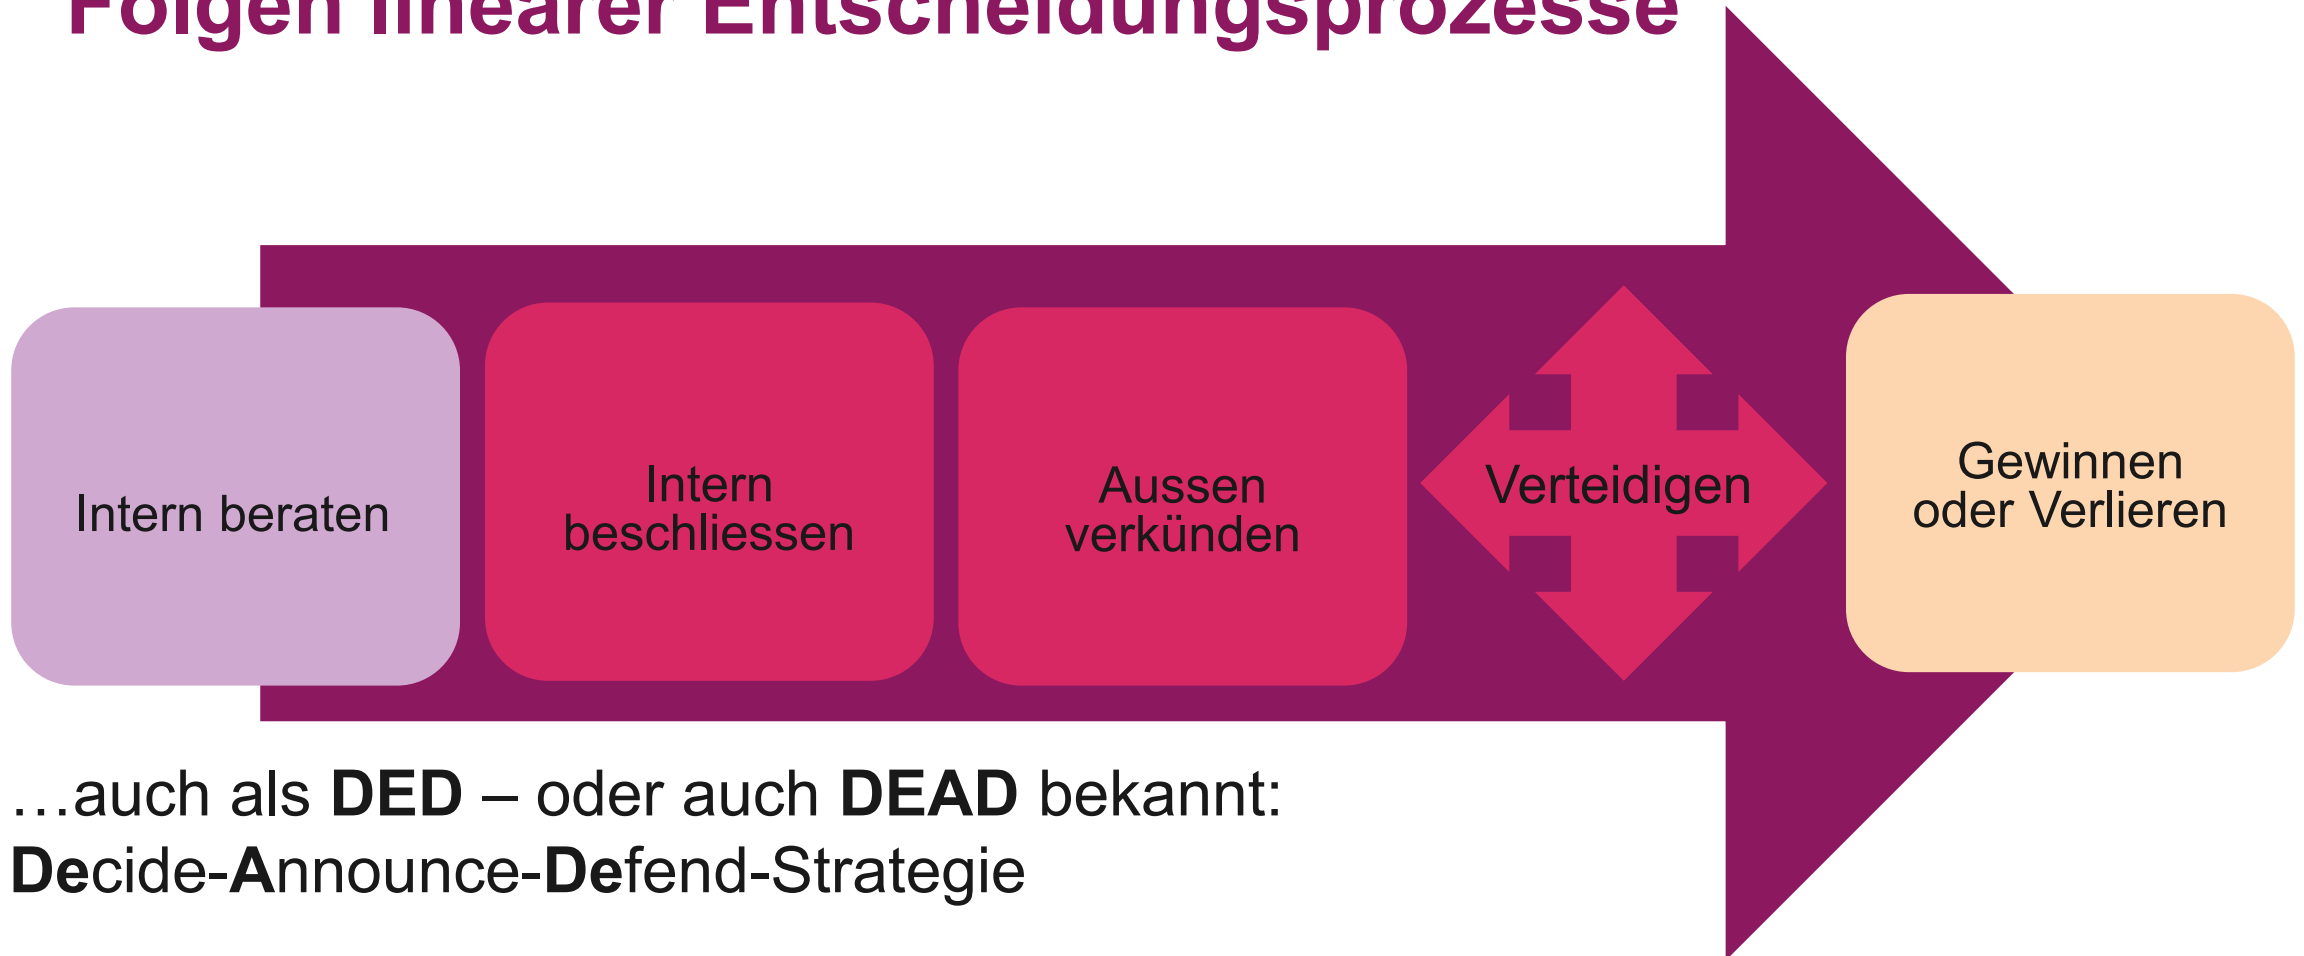 Folgen linearer Entscheidungsprozesse
Intern beraten
Intern
beschliessen
Aussen
verkünden
Verteidigen
Gewinnen
oder Verlieren
…auch als DED – oder auch DEAD bekannt:
Decide-Announce-Defend-Strategie